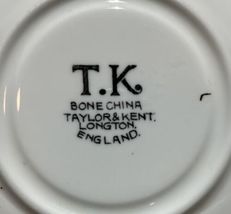 T.K
BONE CHINA
TAYLOR & KENT.
LONGTON,
ENGLAND.